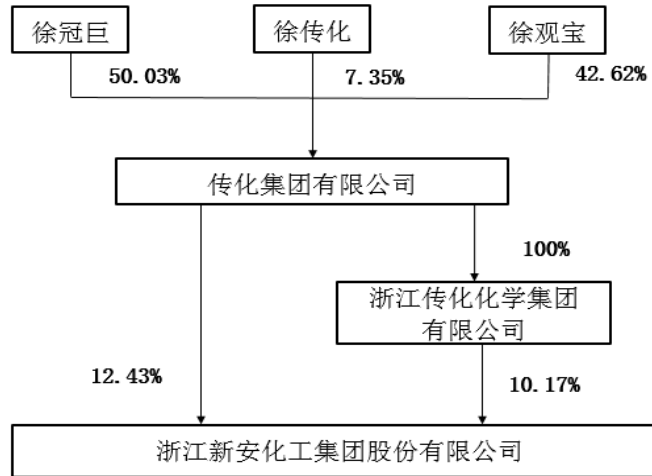 徐冠巨
徐传化
徐观宝
50.03%
7.35%
42.62%
传化集团有限公司
100%
浙江传化化学集团
有限公司
12.43%
10.17%
浙江新安化工集团股份有限公司